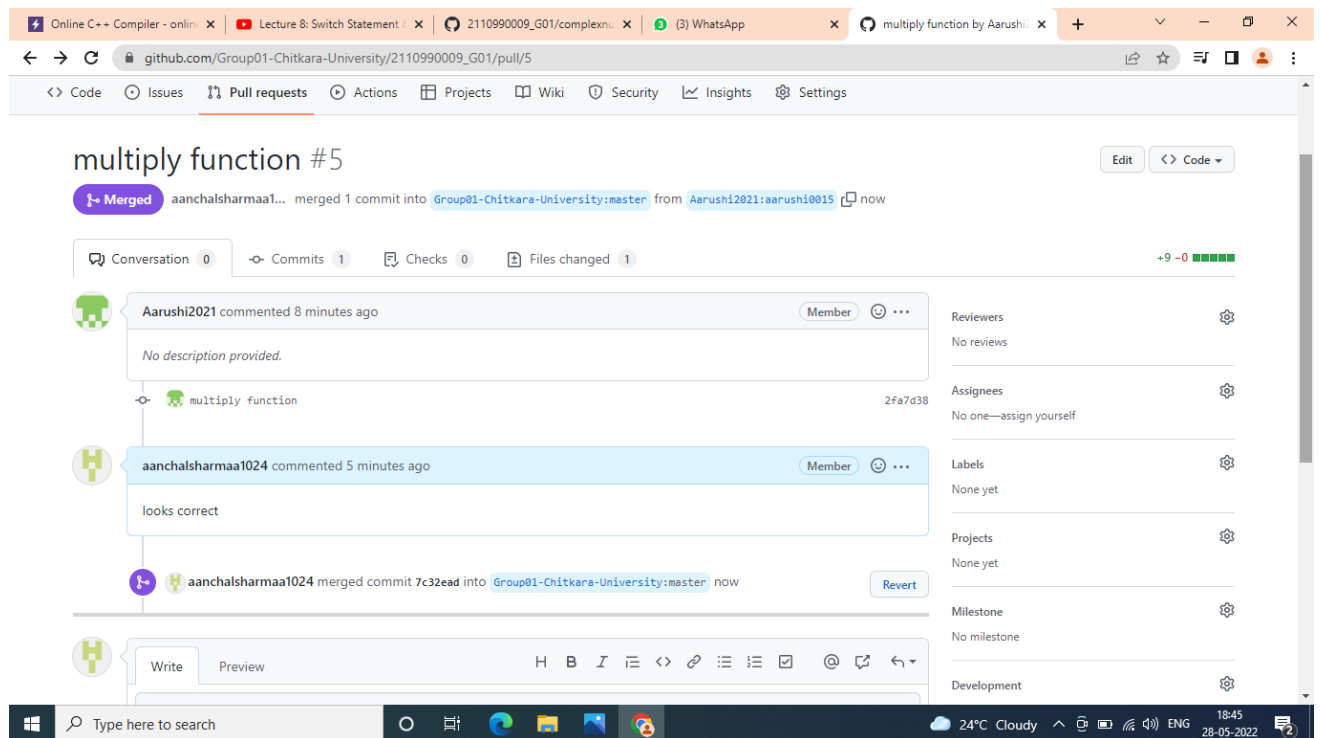 Online C++ Compiler - onlin
Lecture 8: Switch Statement &
2110990009_G01/complexnu
(3) WhatsApp
multiply function by Aarushi2
github.com/Group01-Chitkara-University/2110990009_G01/pull/5
Code Issues Pull requests Actions Projects Wiki Security Insights Settings
multiply function #5
Edit <> Code
Merged aanchalsharmaa1... merged 1 commit into Group01-Chitkara-University:master from Aarushi2021:aarushi0015 now
Conversation 0 Commits 1 Checks 0 Files changed 1 +9 −0
Aarushi2021 commented 8 minutes ago Member
No description provided.
multiply function 2fa7d38
aanchalsharmaa1024 commented 5 minutes ago Member
looks correct
aanchalsharmaa1024 merged commit 7c32ead into Group01-Chitkara-University:master now Revert
Write Preview H B I @
Reviewers
No reviews
Assignees
No one—assign yourself
Labels
None yet
Projects
None yet
Milestone
No milestone
Development
Type here to search
24°C Cloudy ENG
18:45
28-05-2022
2